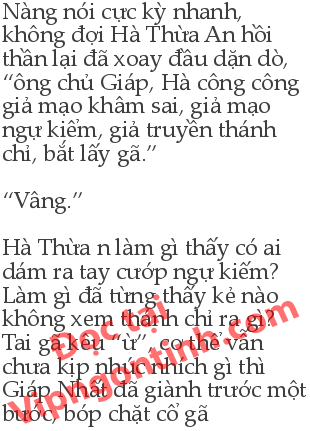 Nàng nói cực kỳ nhanh,
không đợi Hà Thừa An hồi
thần lại đã xoay đầu dặn dò,
“ông chủ Giáp, Hà công công
giả mạo khâm sai, giả mạo
ngự kiểm, giả truyền thánh
chỉ, bắt lấy gã.”
“Vâng.”
Hà Thừa n làm gì thấy có ai
dám ra tay cướp ngự kiếm?
Làm gì đã từng thấy kẻ nào
không xem thánh chỉ ra gì?
Tai gã kêu “ừ”, cơ thể vẫn
chưa kịp nhúc nhích gì thì
Giáp Nhất đã giành trước một
bước, bóp chặt cổ gã
Đọc tại
Vipngontinh.com